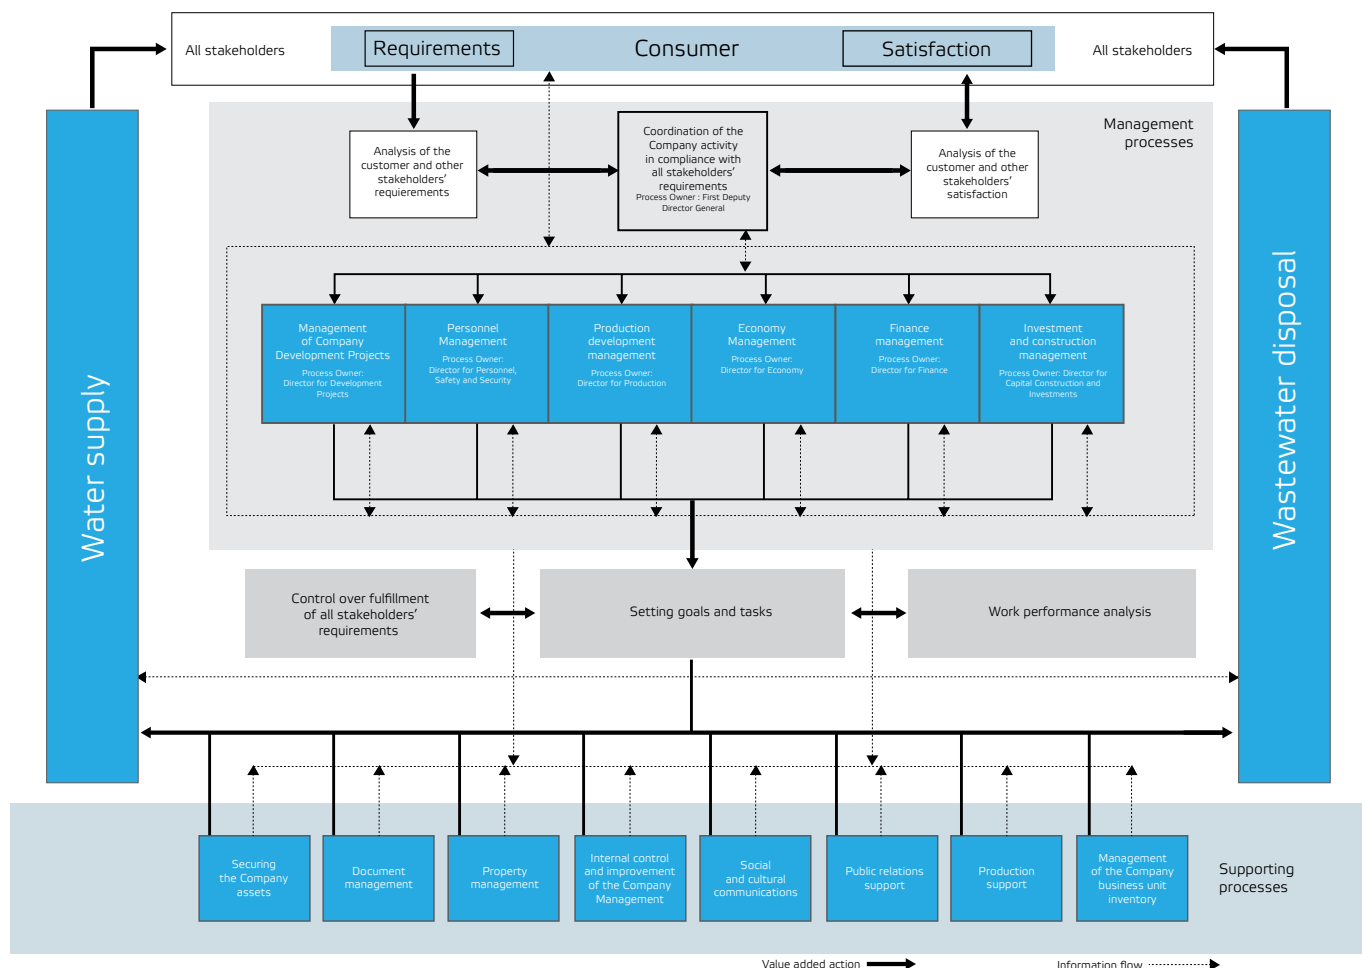 All stakeholders
Requirements
Consumer
Satisfaction
All stakeholders
Management
processes
Analysis of the
customer and other
stakeholders'
requierements
Coordination of the
Company activity
in compliance with
all stakeholders'
requirements
Process Owner : First Deputy
Director General
Analysis of the
customer and other
stakeholders'
satisfaction
Water supply
Wastewater disposal
Management
of Company
Development Projects
Process Owner:
Director for Development
Projects
Personnel
Management
Process Owner:
Director for Personnel,
Safety and Security
Production
development
management
Process Owner:
Director for Production
Economy
Management
Process Owner:
Director for Economy
Finance
management
Process Owner:
Director for Finance
Investment
and construction
management
Process Owner: Director for
Capital Construction and
Investments
Control over fulfillment
of all stakeholders'
requirements
Setting goals and tasks
Work performance analysis
Securing
the Company
assets
Document
management
Property
management
Internal control
and improvement
of the Company
Management
Social
and cultural
communications
Public relations
support
Production
support
Management
of the Company
business unit
inventory
Supporting
processes
Value added action
Information flow